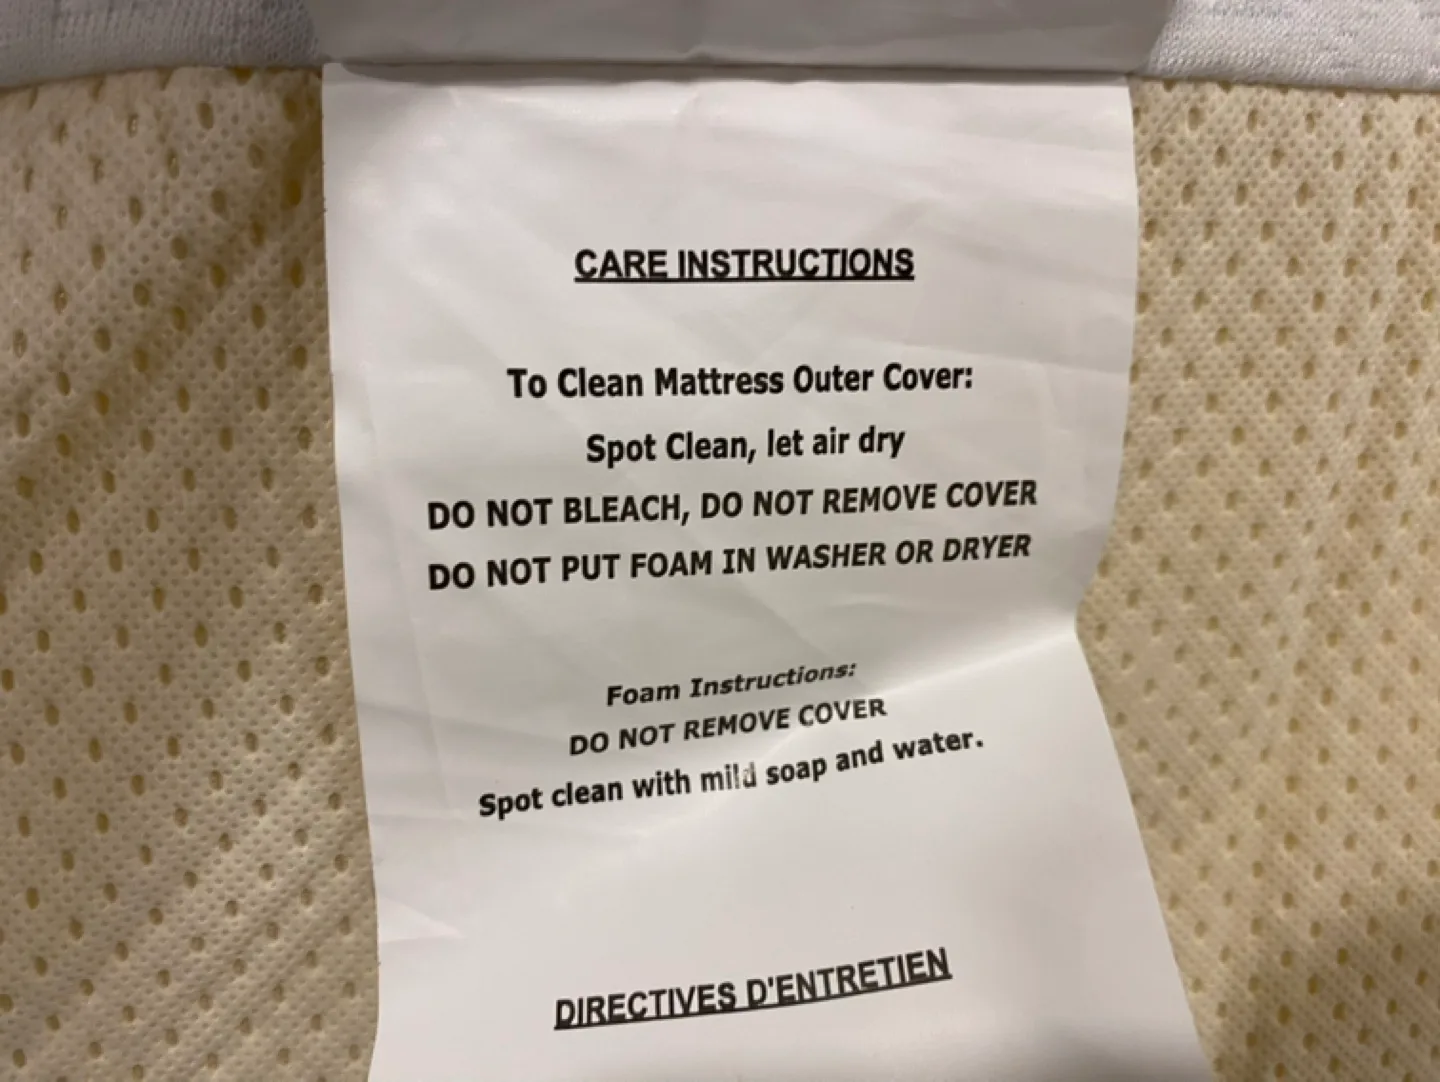 CARE INSTRUCTIONS
To Clean Mattress Outer Cover:
Spot Clean, let air dry
DO NOT BLEACH, DO NOT REMOVE COVER
DO NOT PUT FOAM IN WASHER OR DRYER
Foam Instructions:
DO NOT REMOVE COVER
Spot clean with mild soap and water.
DIRECTIVES D'ENTRETIEN